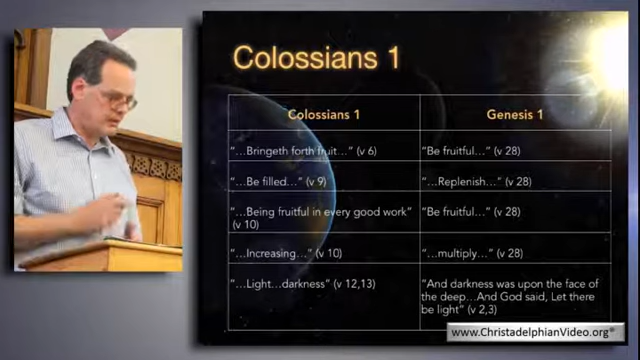 Colossians 1
Colossians 1
Genesis 1
"...Bringeth forth fruit..." (v 6)
"Be fruitful..." (v 28)
"...Be filled..." (v 9)
"...Replenish..." (v 28)
"...Being fruitful in every good work"
(v 10)
"Be fruitful..." (v 28)
"...Increasing..." (v 10)
"...multiply..." (v 28)
"...Light...darkness" (v 12,13)
"And darkness was upon the face of
the deep...And God said, Let there
be light" (v 2,3)
www.ChristadelphianVideo.org®